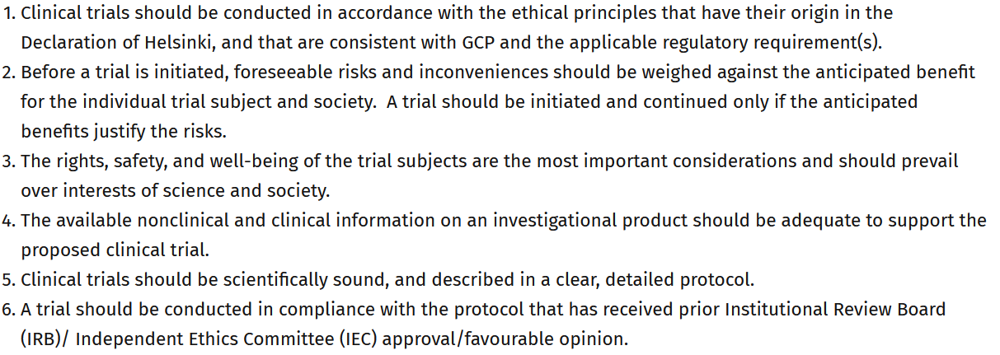 1. Clinical trials should be conducted in accordance with the ethical principles that have their origin in the
Declaration of Helsinki, and that are consistent with GCP and the applicable regulatory requirement(s).
2. Before a trial is initiated, foreseeable risks and inconveniences should be weighed against the anticipated benefit
for the individual trial subject and society.  A trial should be initiated and continued only if the anticipated
benefits justify the risks.
3. The rights, safety, and well-being of the trial subjects are the most important considerations and should prevail
over interests of science and society.
4. The available nonclinical and clinical information on an investigational product should be adequate to support the
proposed clinical trial.
5. Clinical trials should be scientifically sound, and described in a clear, detailed protocol.
6. A trial should be conducted in compliance with the protocol that has received prior Institutional Review Board
(IRB)/ Independent Ethics Committee (IEC) approval/favourable opinion.